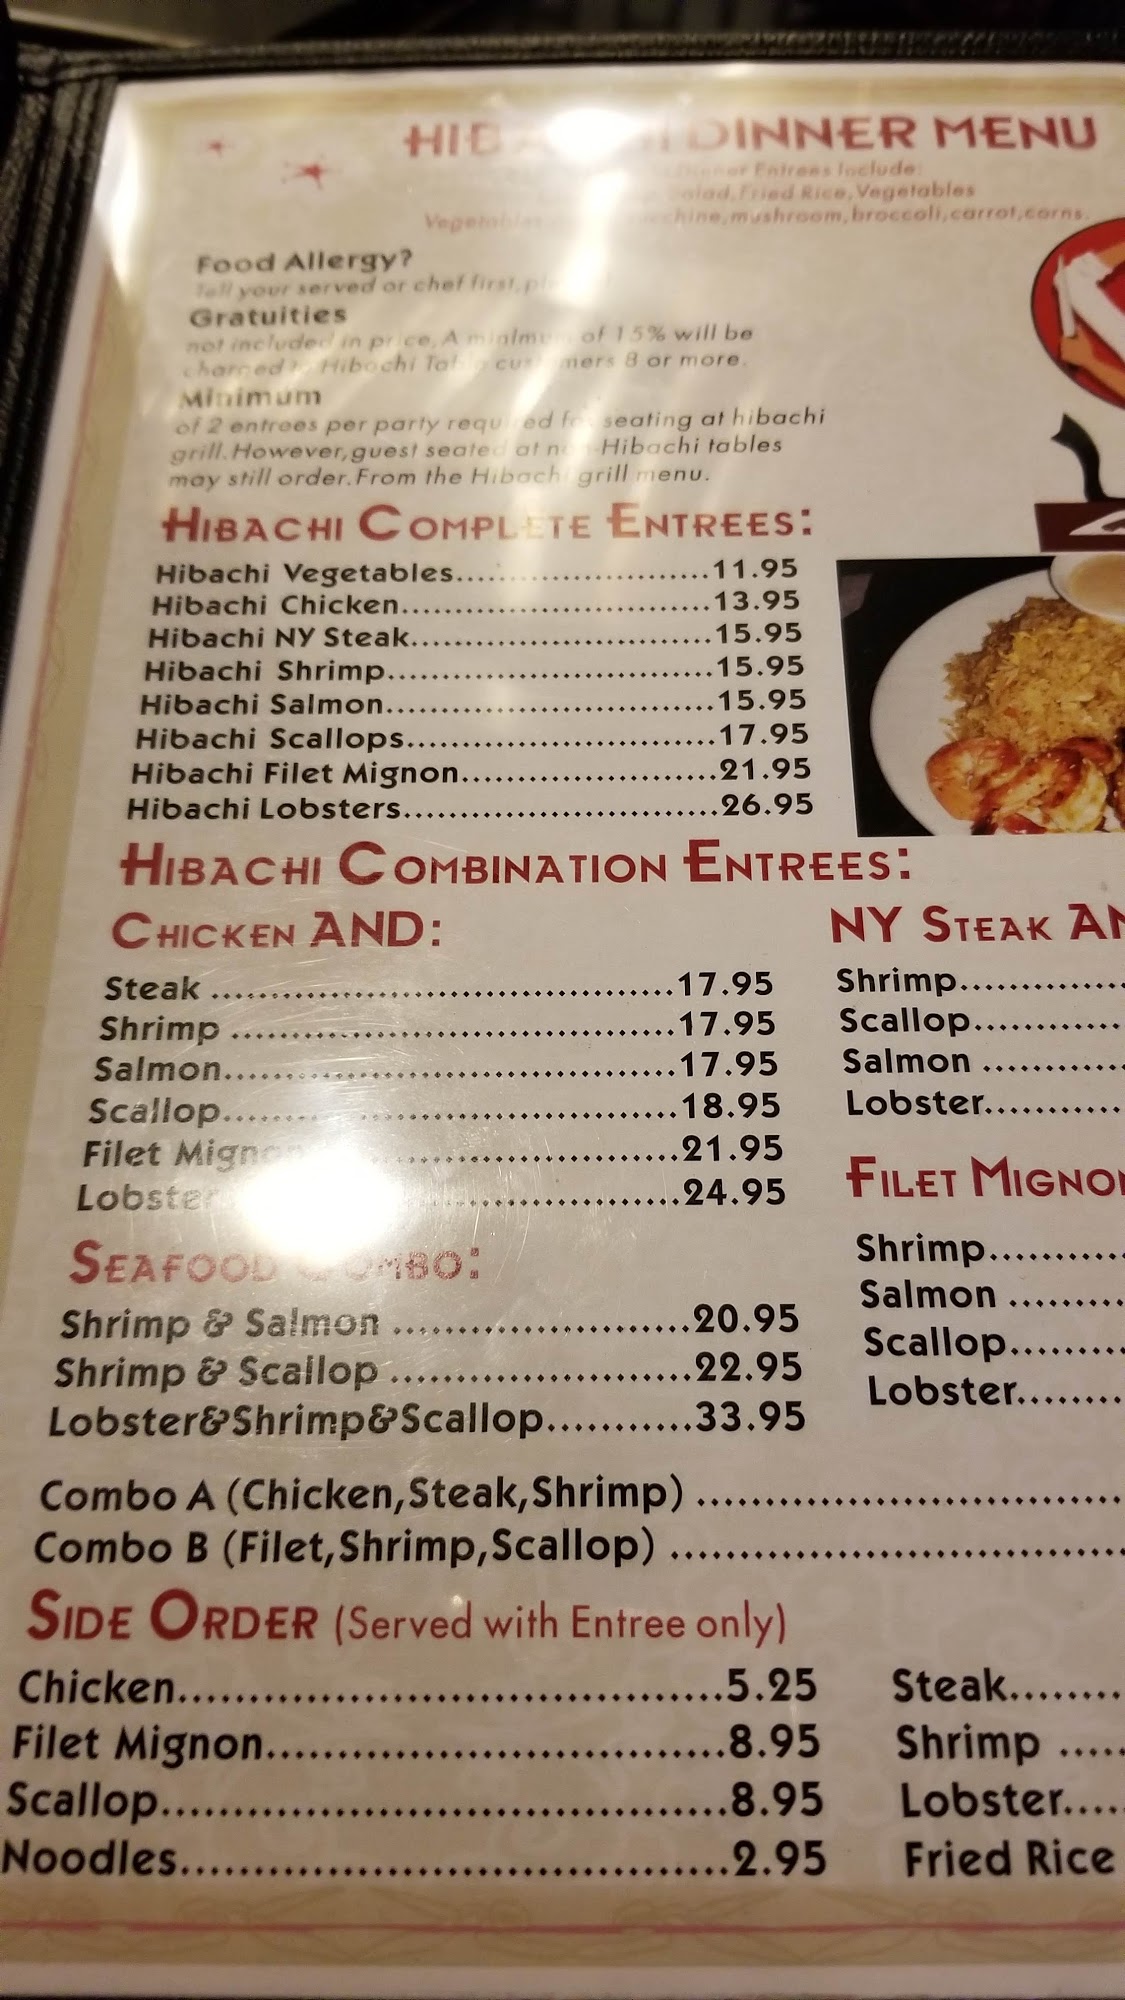 DINNER MENU
Dinner Entrees Include:
Salad,Fried Rice,Vegetables
mushroom,broccoli,carrot,corns.
Food Allergy?
Tell your served or chef first,
Gratuities
not included in price, A minimum of 15% will be
Hibachi customers 8 or more.
Minimum
of 2 entrees per party required for seating at hibachi
grill.However,guest seated at Hibachi tables
may still order.From the Hibachi grill menu.
HIBACHI COMPLETE ENTREES:
Hibachi Vegetables..........................11.95
Hibachi Chicken...............................13.95
Hibachi NY Steak..............................15.95
Hibachi Shrimp................................15.95
Hibachi Salmon................................15.95
Hibachi Scallops..............................17.95
Hibachi Filet Mignon.........................21.95
Hibachi Lobsters..............................26.95
HIBACHI COMBINATION ENTREES:
CHICKEN AND:
Steak ........................................17.95
Shrimp ......................................17.95
Salmon.......................................17.95
Scallop.......................................18.95
Filet Mignon ..............................21.95
Lobster ....................................24.95
SEAFOOD COMBO:
Shrimp & Salmon ........................20.95
Shrimp & Scallop ........................22.95
Lobster&Shrimp&Scallop...........33.95
NY STEAK
Shrimp..............
Scallop.............
Salmon ............
Lobster............
FILET MIGNON
Shrimp...........
Salmon .........
Scallop.........
Lobster........
Combo A (Chicken,Steak,Shrimp) ...............................
Combo B (Filet,Shrimp,Scallop) .................................
SIDE ORDER (Served with Entree only)
Chicken.....................................5.25
Filet Mignon...............................8.95
Scallop......................................8.95
Noodles.....................................2.95
Steak........
Shrimp .....
Lobster....
Fried Rice